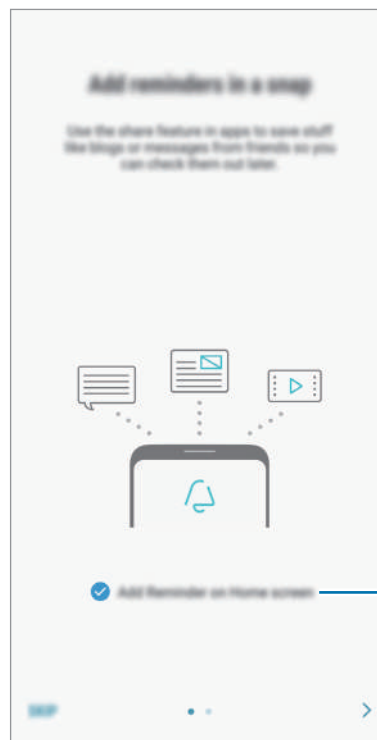 Add reminders in a snap
Use the share feature in apps to save stuff
like blogs or messages from friends so you
can check them out later.
Add Reminder on Home screen
SKIP